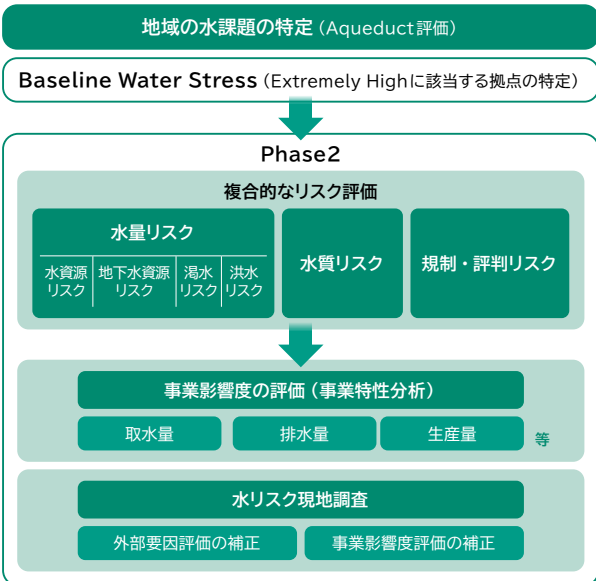 地域の水課題の特定（Aqueduct評価）
Baseline Water Stress（Extremely Highに該当する拠点の特定）
Phase2
複合的なリスク評価
水量リスク
水資源
リスク
地下水資源
リスク
渇水
リスク
洪水
リスク
水質リスク
規制・評判リスク
事業影響度の評価（事業特性分析）
取水量
排水量
生産量
等
水リスク現地調査
外部要因評価の補正
事業影響度評価の補正